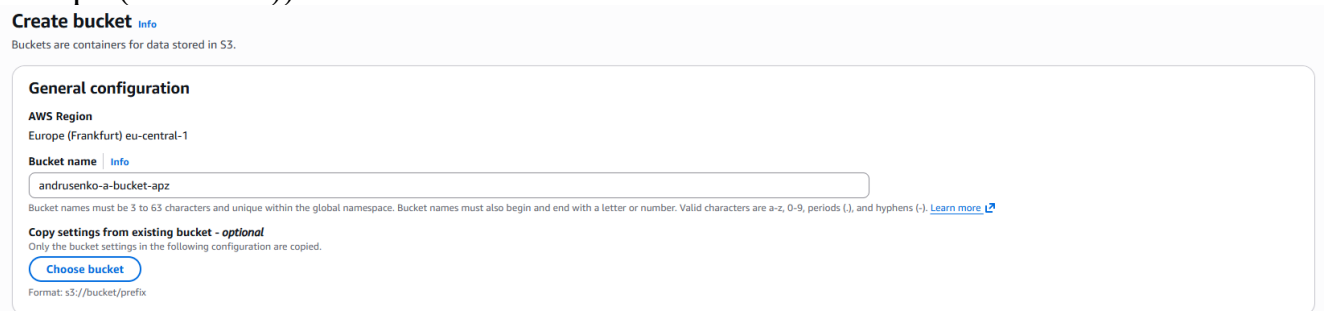 Create bucket Info
Buckets are containers for data stored in S3.
General configuration
AWS Region
Europe (Frankfurt) eu-central-1
Bucket name Info
andrusenko-a-bucket-apz
Bucket names must be 3 to 63 characters and unique within the global namespace. Bucket names must also begin and end with a letter or number. Valid characters are a-z, 0-9, periods (.), and hyphens (-). Learn more
Copy settings from existing bucket - optional
Only the bucket settings in the following configuration are copied.
Choose bucket
Format: s3://bucket/prefix